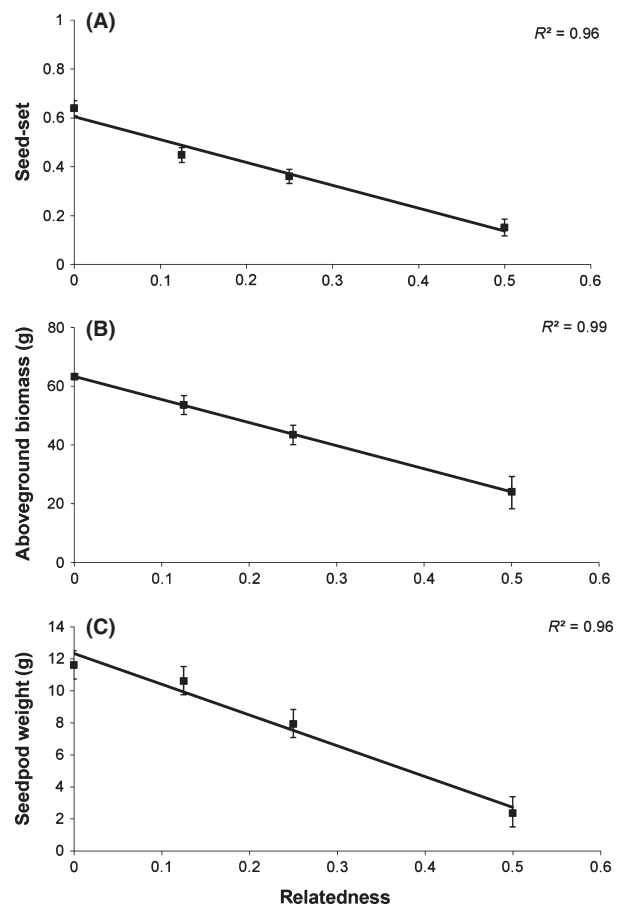 (A)
R² = 0.96
Seed-set
1
0.8
0.6
0.4
0.2
0
0 0.1 0.2 0.3 0.4 0.5 0.6
(B)
R² = 0.99
Aboveground biomass (g)
80
60
40
20
0
0 0.1 0.2 0.3 0.4 0.5 0.6
(C)
R² = 0.96
Seedpod weight (g)
14
12
10
8
6
4
2
0
0 0.1 0.2 0.3 0.4 0.5 0.6
Relatedness